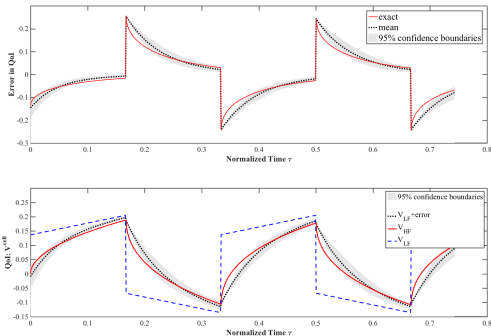 0.2
0.1
0
-0.1
-0.2
-0.3
Error in QoI
exact
mean
95% confidence boundaries
0 0.1 0.2 0.3 0.4 0.5 0.6 0.7 0.8
Normalized Time τ
0.25
0.2
0.15
0.1
0.05
0
-0.05
-0.1
-0.15
QoI: V^cell
95% confidence boundaries
V_LF+error
V_HF
V_LF
0 0.1 0.2 0.3 0.4 0.5 0.6 0.7 0.8
Normalized Time τ